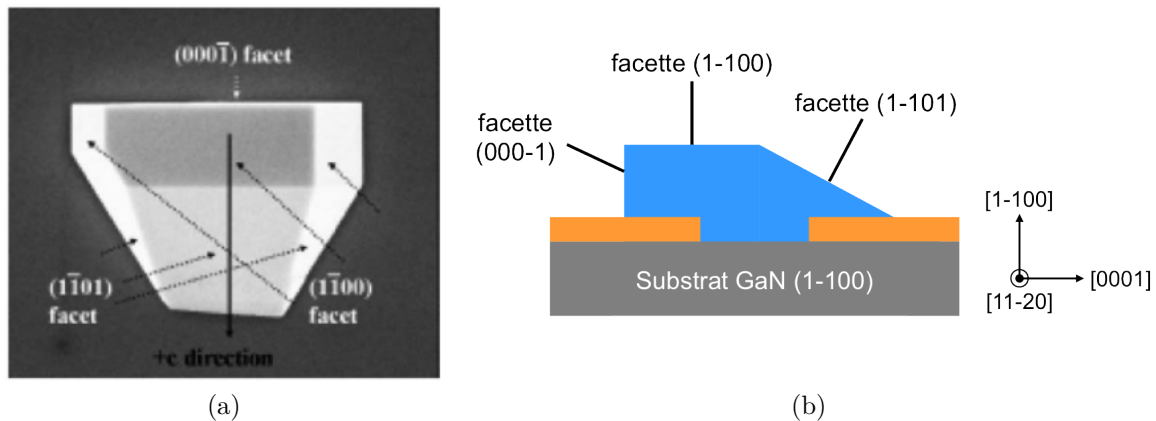 (0001̅) facet
(11̅01)
facet
(11̅00)
facet
+c direction
(a)
facette (1-100)
facette (1-101)
facette
(000-1)
Substrat GaN (1-100)
[1-100]
[0001]
[11-20]
(b)